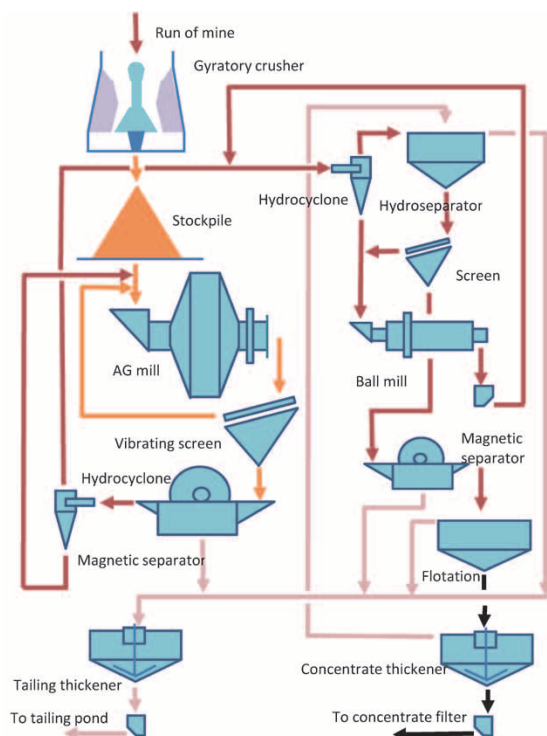 Run of mine
Gyratory crusher
Stockpile
Hydrocyclone
Hydroseparator
Screen
AG mill
Ball mill
Vibrating screen
Magnetic
separator
Hydrocyclone
Magnetic separator
Flotation
Tailing thickener
Concentrate thickener
To tailing pond
To concentrate filter